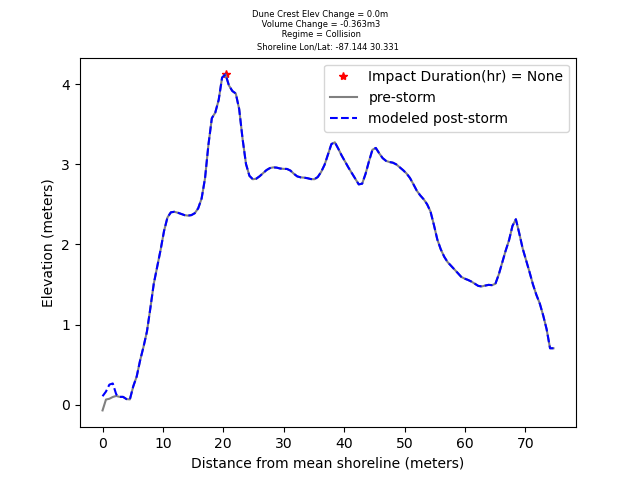 Dune Crest Elev Change = 0.0m
Volume Change = -0.363m3
Regime = Collision
Shoreline Lon/Lat: -87.144 30.331
Impact Duration(hr) = None
pre-storm
modeled post-storm
Elevation (meters)
4
3
2
1
0
0 10 20 30 40 50 60 70
Distance from mean shoreline (meters)